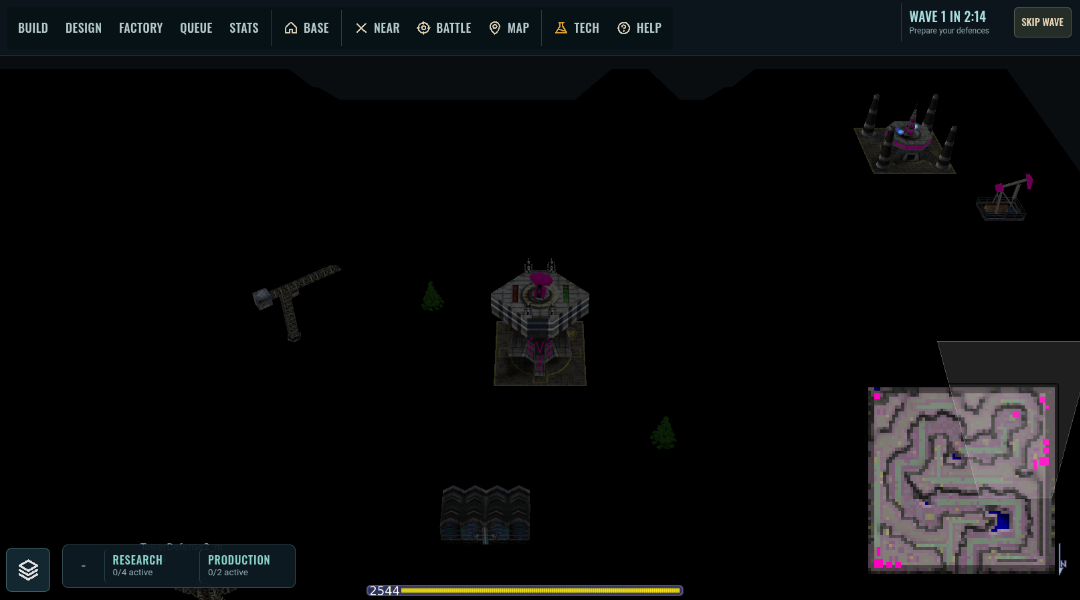 BUILD DESIGN FACTORY QUEUE STATS BASE NEAR BATTLE MAP TECH HELP
WAVE 1 IN 2:14
Prepare your defences
SKIP WAVE
RESEARCH
0/4 active
PRODUCTION
0/2 active
-
2544
N